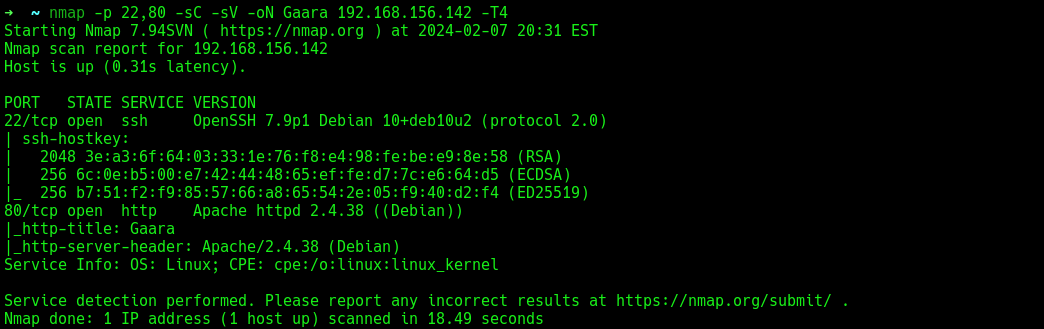 → ~ nmap -p 22,80 -sC -sV -oN Gaara 192.168.156.142 -T4
Starting Nmap 7.94SVN ( https://nmap.org ) at 2024-02-07 20:31 EST
Nmap scan report for 192.168.156.142
Host is up (0.31s latency).

PORT   STATE SERVICE VERSION
22/tcp open  ssh     OpenSSH 7.9p1 Debian 10+deb10u2 (protocol 2.0)
| ssh-hostkey:
|   2048 3e:a3:6f:64:03:33:1e:76:f8:e4:98:fe:be:e9:8e:58 (RSA)
|   256 6c:0e:b5:00:e7:42:44:48:65:ef:fe:d7:7c:e6:64:d5 (ECDSA)
|_  256 b7:51:f2:f9:85:57:66:a8:65:54:2e:05:f9:40:d2:f4 (ED25519)
80/tcp open  http    Apache httpd 2.4.38 ((Debian))
|_http-title: Gaara
|_http-server-header: Apache/2.4.38 (Debian)
Service Info: OS: Linux; CPE: cpe:/o:linux:linux_kernel

Service detection performed. Please report any incorrect results at https://nmap.org/submit/ .
Nmap done: 1 IP address (1 host up) scanned in 18.49 seconds